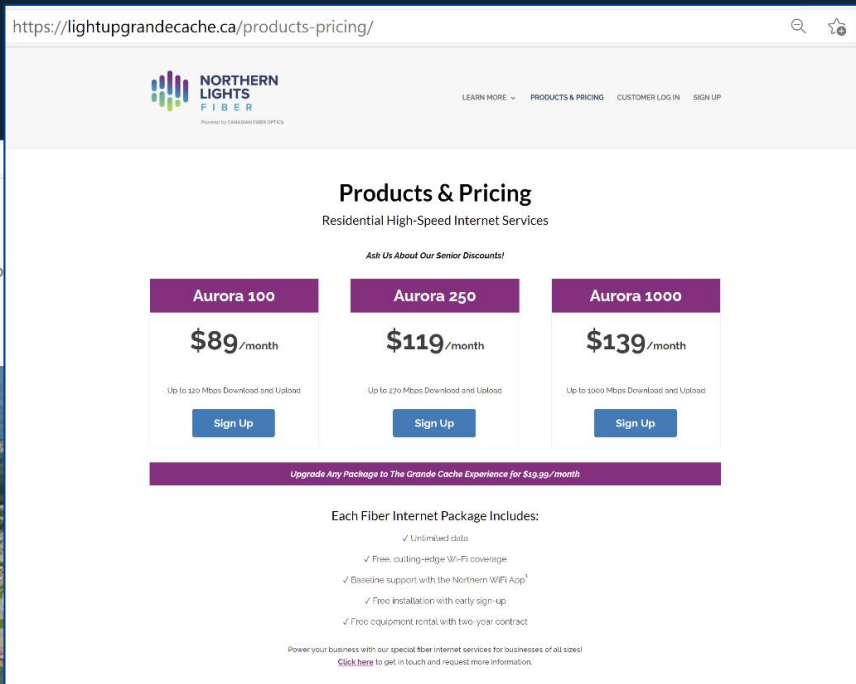 https://lightupgrandecache.ca/products-pricing/
NORTHERN
LIGHTS
FIBER
Powered by CANADIAN FIBER OPTICS
LEARN MORE PRODUCTS & PRICING CUSTOMER LOG IN SIGN UP
Products & Pricing
Residential High-Speed Internet Services
Ask Us About Our Senior Discounts!
Aurora 100 Aurora 250 Aurora 1000
$89/month $119/month $139/month
Up to 120 Mbps Download and Upload Up to 270 Mbps Download and Upload Up to 1000 Mbps Download and Upload
Sign Up Sign Up Sign Up
Upgrade Any Package to The Grande Cache Experience for $19.99/month
Each Fiber Internet Package Includes:
✓ Unlimited data
✓ Free, cutting-edge Wi-Fi coverage
✓ Baseline support with the Northern WiFi App¹
✓ Free installation with early sign-up
✓ Free equipment rental with two-year contract
Power your business with our special fiber internet services for businesses of all sizes!
Click here to get in touch and request more information.